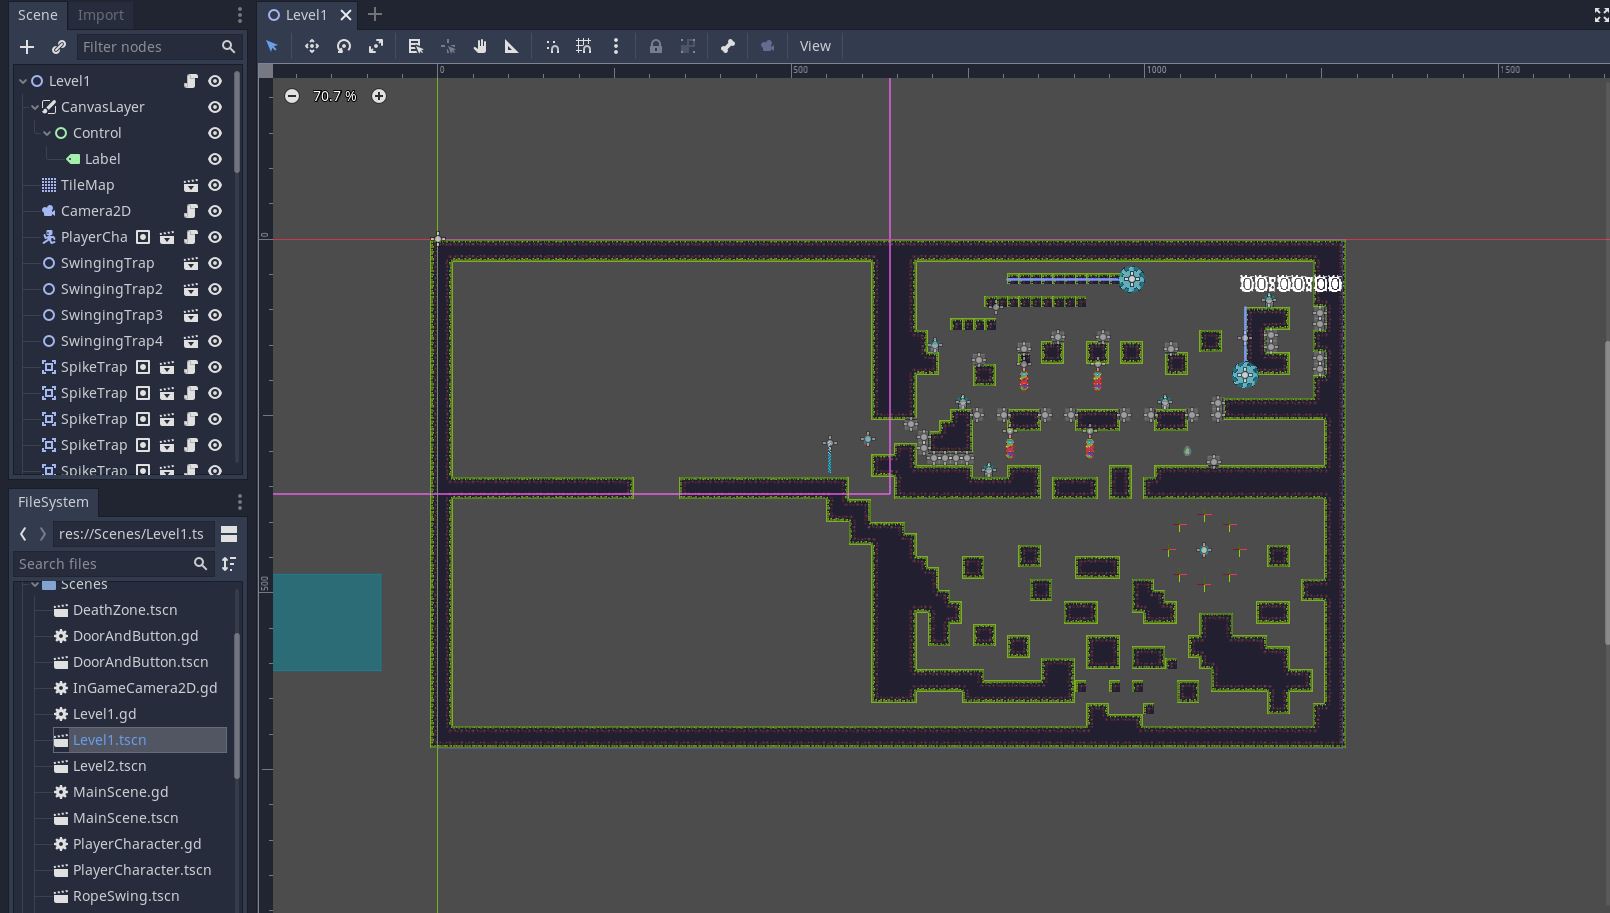 Scene
Import
Level1
Filter nodes
View
Level1
CanvasLayer
Control
Label
TileMap
Camera2D
PlayerCha
SwingingTrap
SwingingTrap2
SwingingTrap3
SwingingTrap4
SpikeTrap
SpikeTrap
SpikeTrap
SpikeTrap
SpikeTrap
0
500
1000
1500
70.7 %
0
500
00:00:00
FileSystem
res://Scenes/Level1.ts
Search files
Scenes
DeathZone.tscn
DoorAndButton.gd
DoorAndButton.tscn
InGameCamera2D.gd
Level1.gd
Level1.tscn
Level2.tscn
MainScene.gd
MainScene.tscn
PlayerCharacter.gd
PlayerCharacter.tscn
RopeSwing.tscn